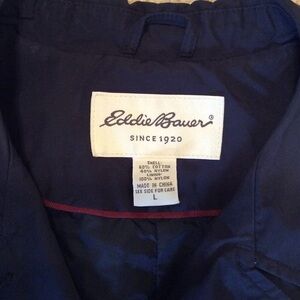 Eddie Bauer®
SINCE 1920
SHELL:
60% COTTON
40% NYLON
LINING:
100% NYLON
MADE IN CHINA
SEE SIDE FOR CARE
L